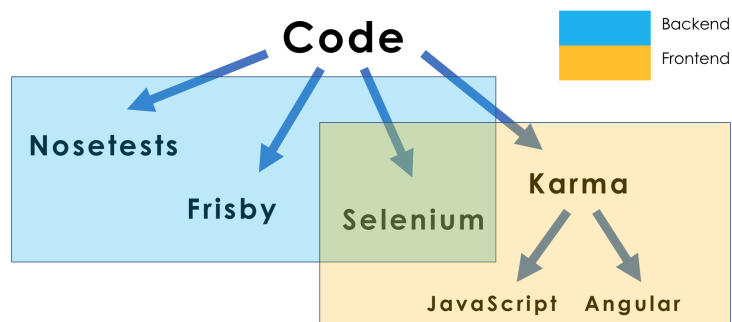 Code
Backend
Frontend
Nosetests
Frisby
Selenium
Karma
JavaScript
Angular